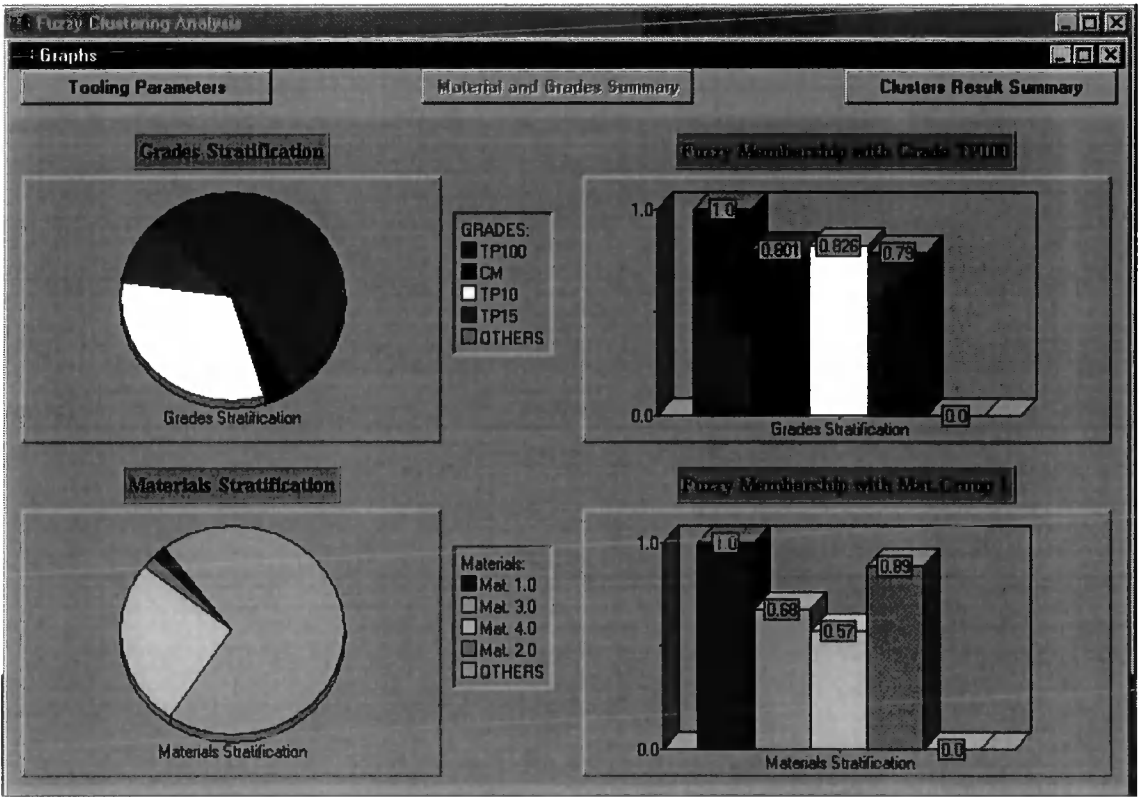 Fuzzy Clustering Analysis
Graphs
Tooling Parameters
Material and Grades Summary
Clusters Result Summary
Grades Stratification
GRADES:
TP100
CM
TP10
TP15
OTHERS
Grades Stratification
Fuzzy Membership with Grade TP100
1.0
0.0
1.0
0.801
0.826
0.79
0.0
Grades Stratification
Materials Stratification
Materials:
Mat. 1.0
Mat. 3.0
Mat. 4.0
Mat. 2.0
OTHERS
Materials Stratification
Fuzzy Membership with Mat.Group 1
1.0
0.0
1.0
0.68
0.57
0.89
0.0
Materials Stratification